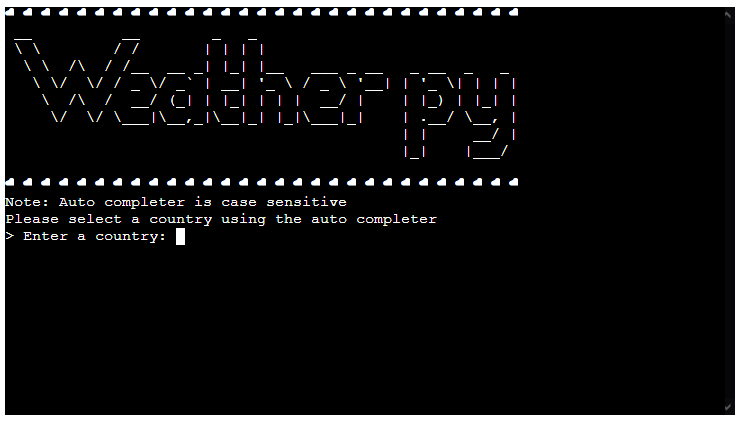 Weather py
Note: Auto completer is case sensitive
Please select a country using the auto completer
> Enter a country: